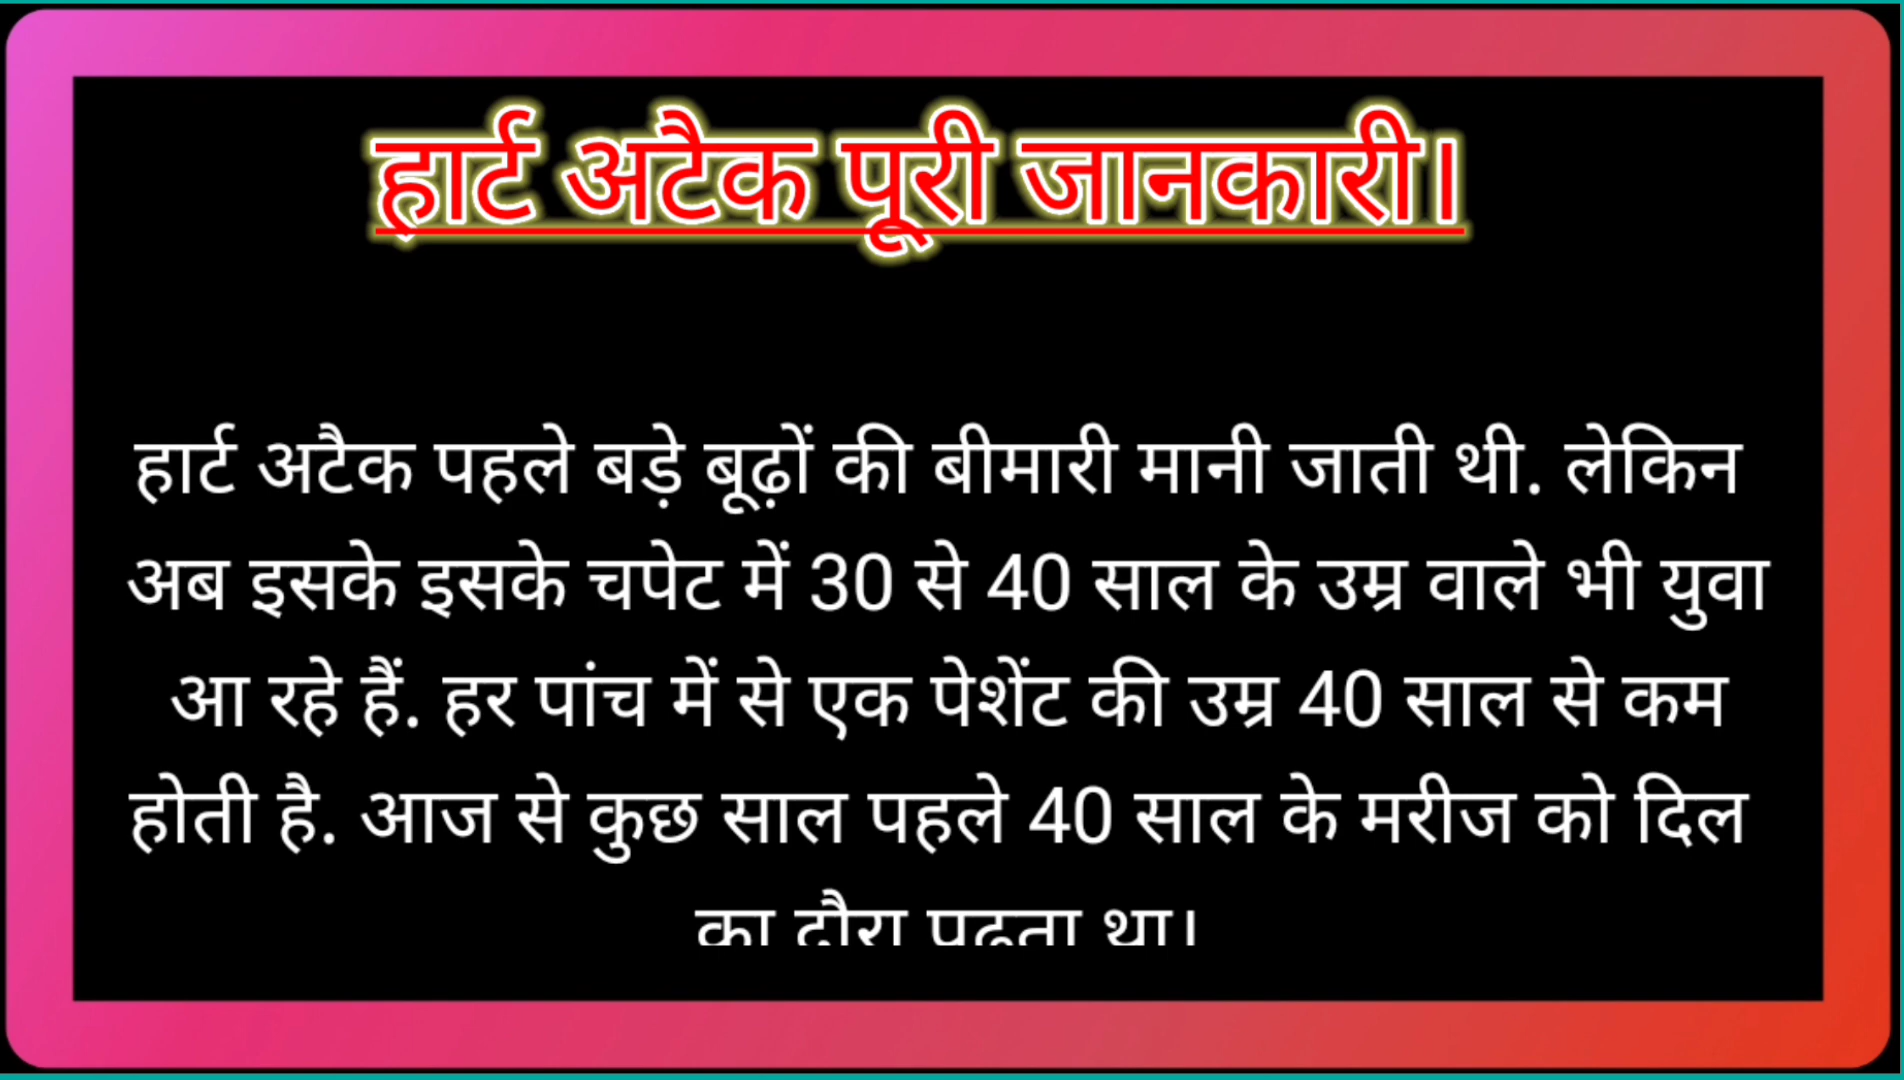 हार्ट अटैक पूरी जानकारी।
हार्ट अटैक पहले बड़े बूढ़ों की बीमारी मानी जाती थी. लेकिन
अब इसके इसके चपेट में 30 से 40 साल के उम्र वाले भी युवा
आ रहे हैं. हर पांच में से एक पेशेंट की उम्र 40 साल से कम
होती है. आज से कुछ साल पहले 40 साल के मरीज को दिल
का दौरा पढ़ता था।